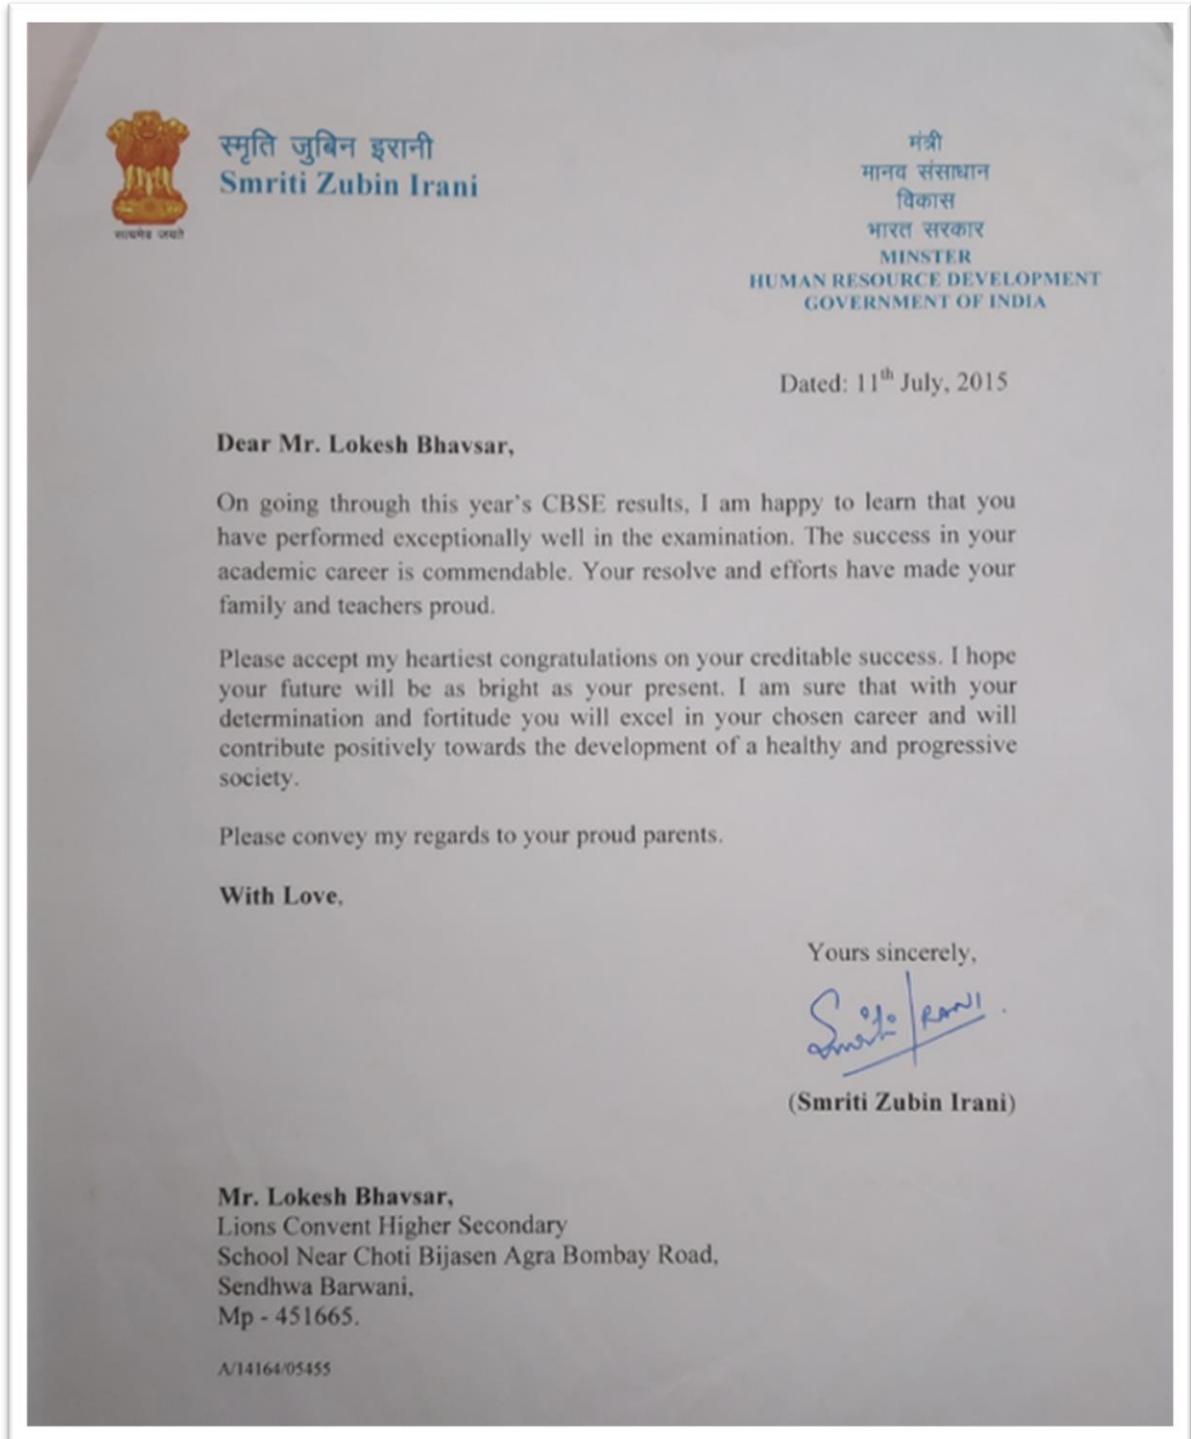 स्मृति जुबिन इरानी
Smriti Zubin Irani
सत्यमेव जयते
मंत्री
मानव संसाधान
विकास
भारत सरकार
MINSTER
HUMAN RESOURCE DEVELOPMENT
GOVERNMENT OF INDIA
Dated: 11th July, 2015
Dear Mr. Lokesh Bhavsar,
On going through this year's CBSE results, I am happy to learn that you
have performed exceptionally well in the examination. The success in your
academic career is commendable. Your resolve and efforts have made your
family and teachers proud.
Please accept my heartiest congratulations on your creditable success. I hope
your future will be as bright as your present. I am sure that with your
determination and fortitude you will excel in your chosen career and will
contribute positively towards the development of a healthy and progressive
society.
Please convey my regards to your proud parents.
With Love,
Yours sincerely,
Smriti IRANI.
(Smriti Zubin Irani)
Mr. Lokesh Bhavsar,
Lions Convent Higher Secondary
School Near Choti Bijasen Agra Bombay Road,
Sendhwa Barwani,
Mp - 451665.
A/14164/05455